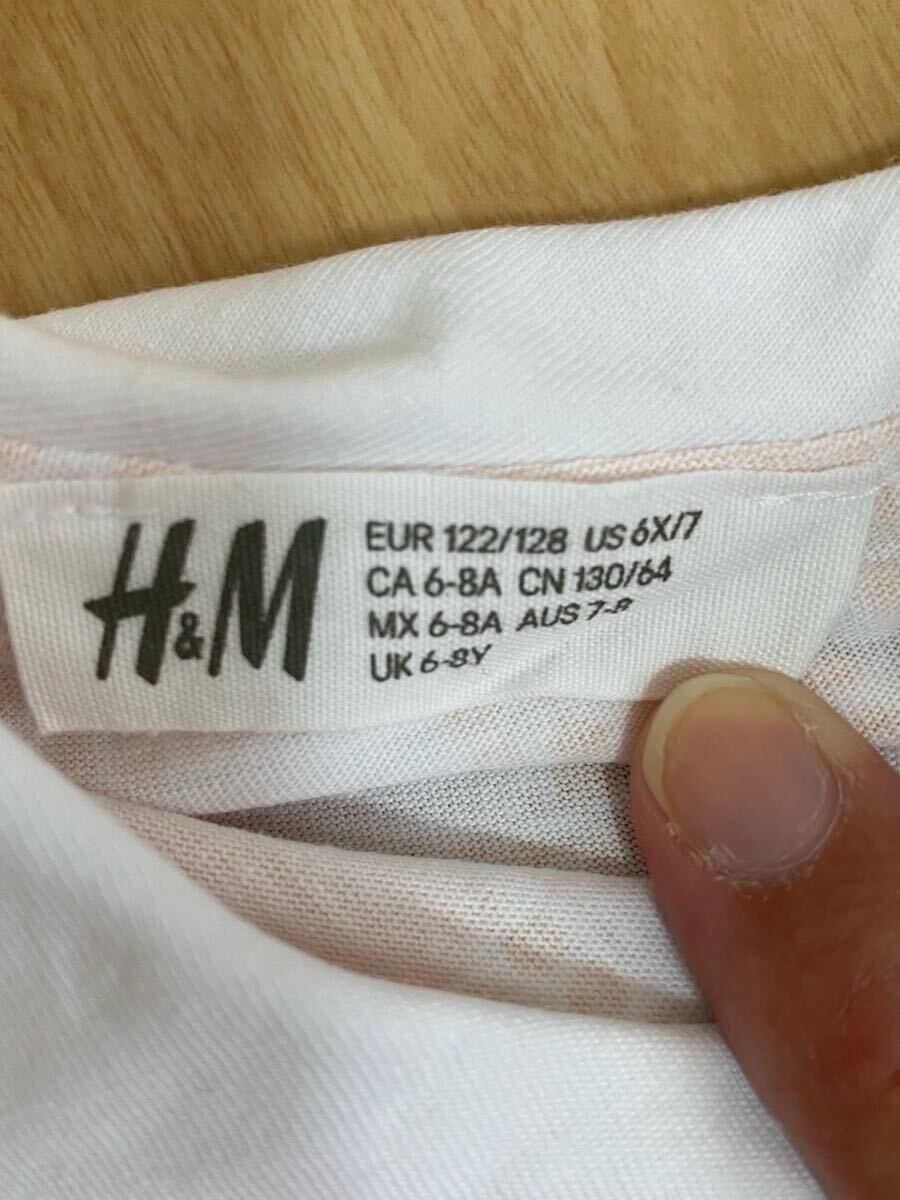 H&M
EUR 122/128 US 6X/7
CA 6-8A CN 130/64
MX 6-8A AUS 7-8
UK 6-8Y